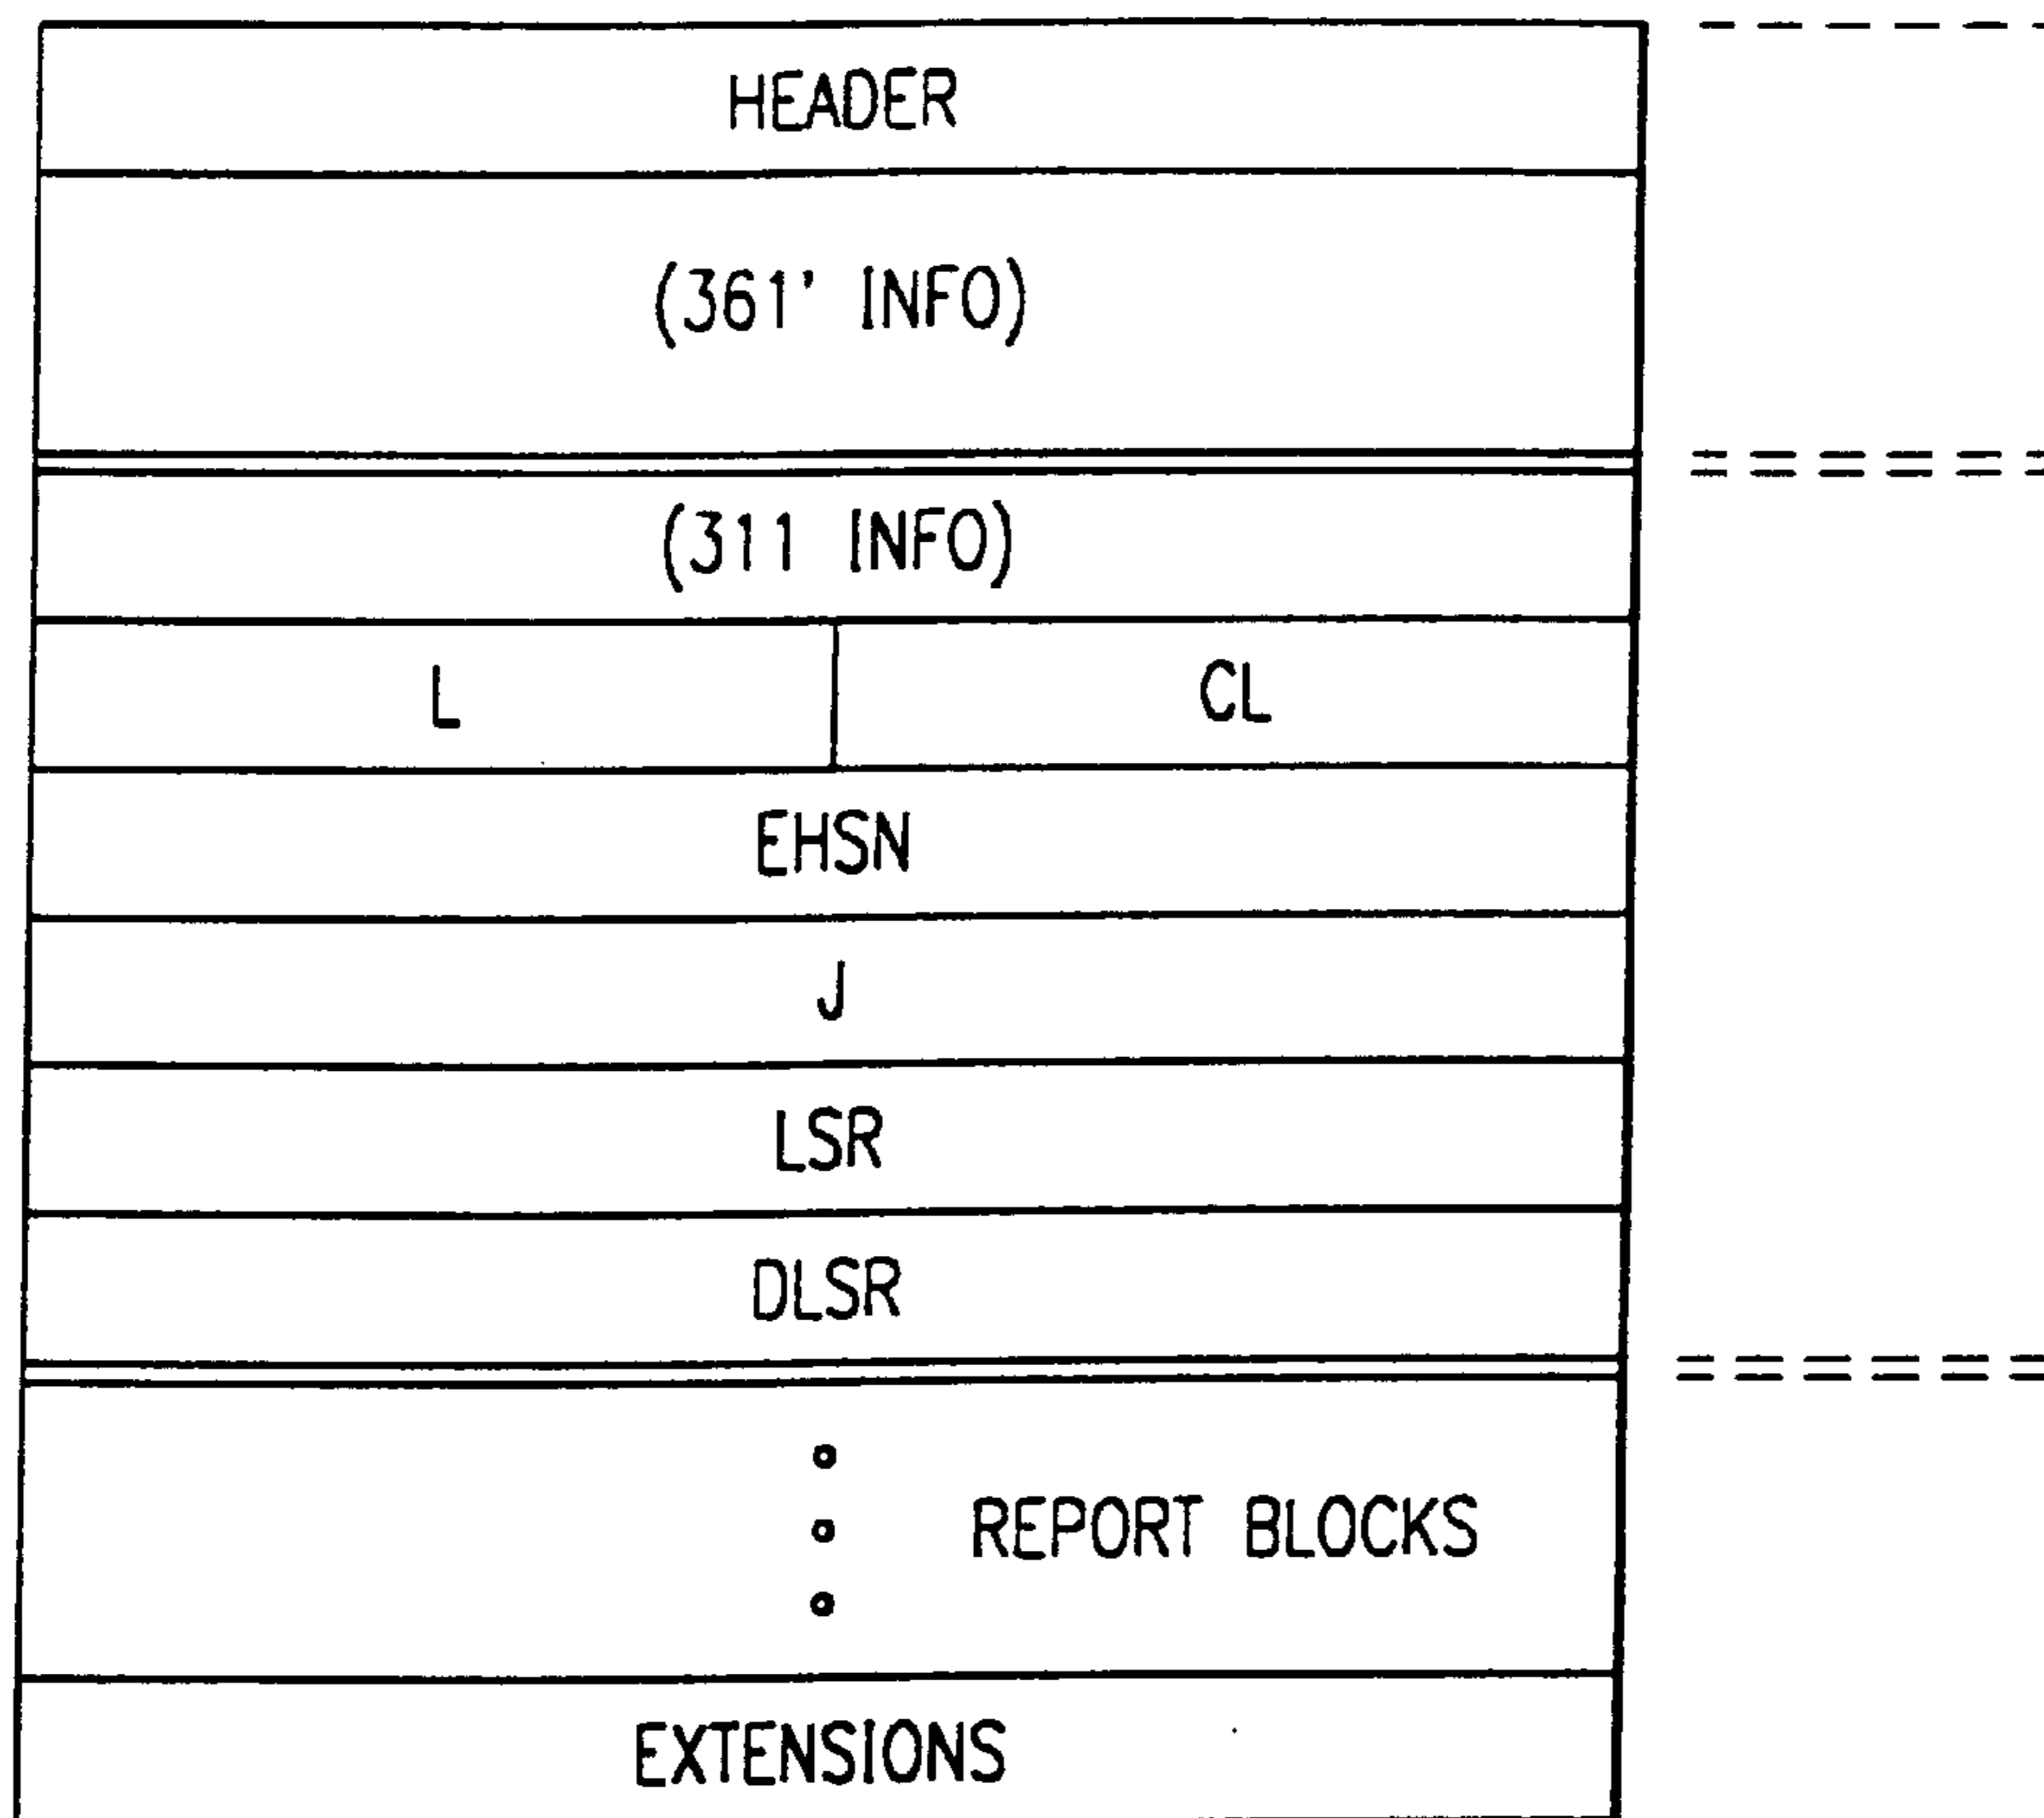 HEADER
(361' INFO)
(311 INFO)
L CL
EHSN
J
LSR
DLSR
REPORT BLOCKS
EXTENSIONS